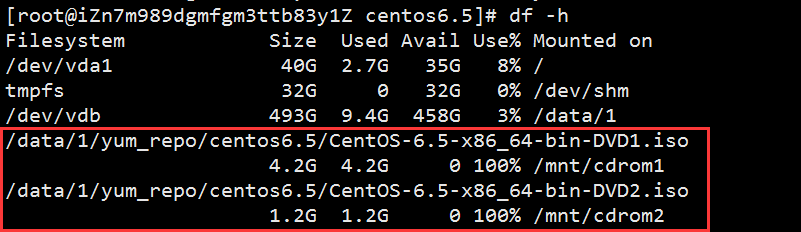 [root@iZn7m989dgmfgm3ttb83y1Z centos6.5]# df -h
Filesystem Size Used Avail Use% Mounted on
/dev/vda1 40G 2.7G 35G 8% /
tmpfs 32G 0 32G 0% /dev/shm
/dev/vdb 493G 9.4G 458G 3% /data/1
/data/1/yum_repo/centos6.5/CentOS-6.5-x86_64-bin-DVD1.iso
4.2G 4.2G 0 100% /mnt/cdrom1
/data/1/yum_repo/centos6.5/CentOS-6.5-x86_64-bin-DVD2.iso
1.2G 1.2G 0 100% /mnt/cdrom2